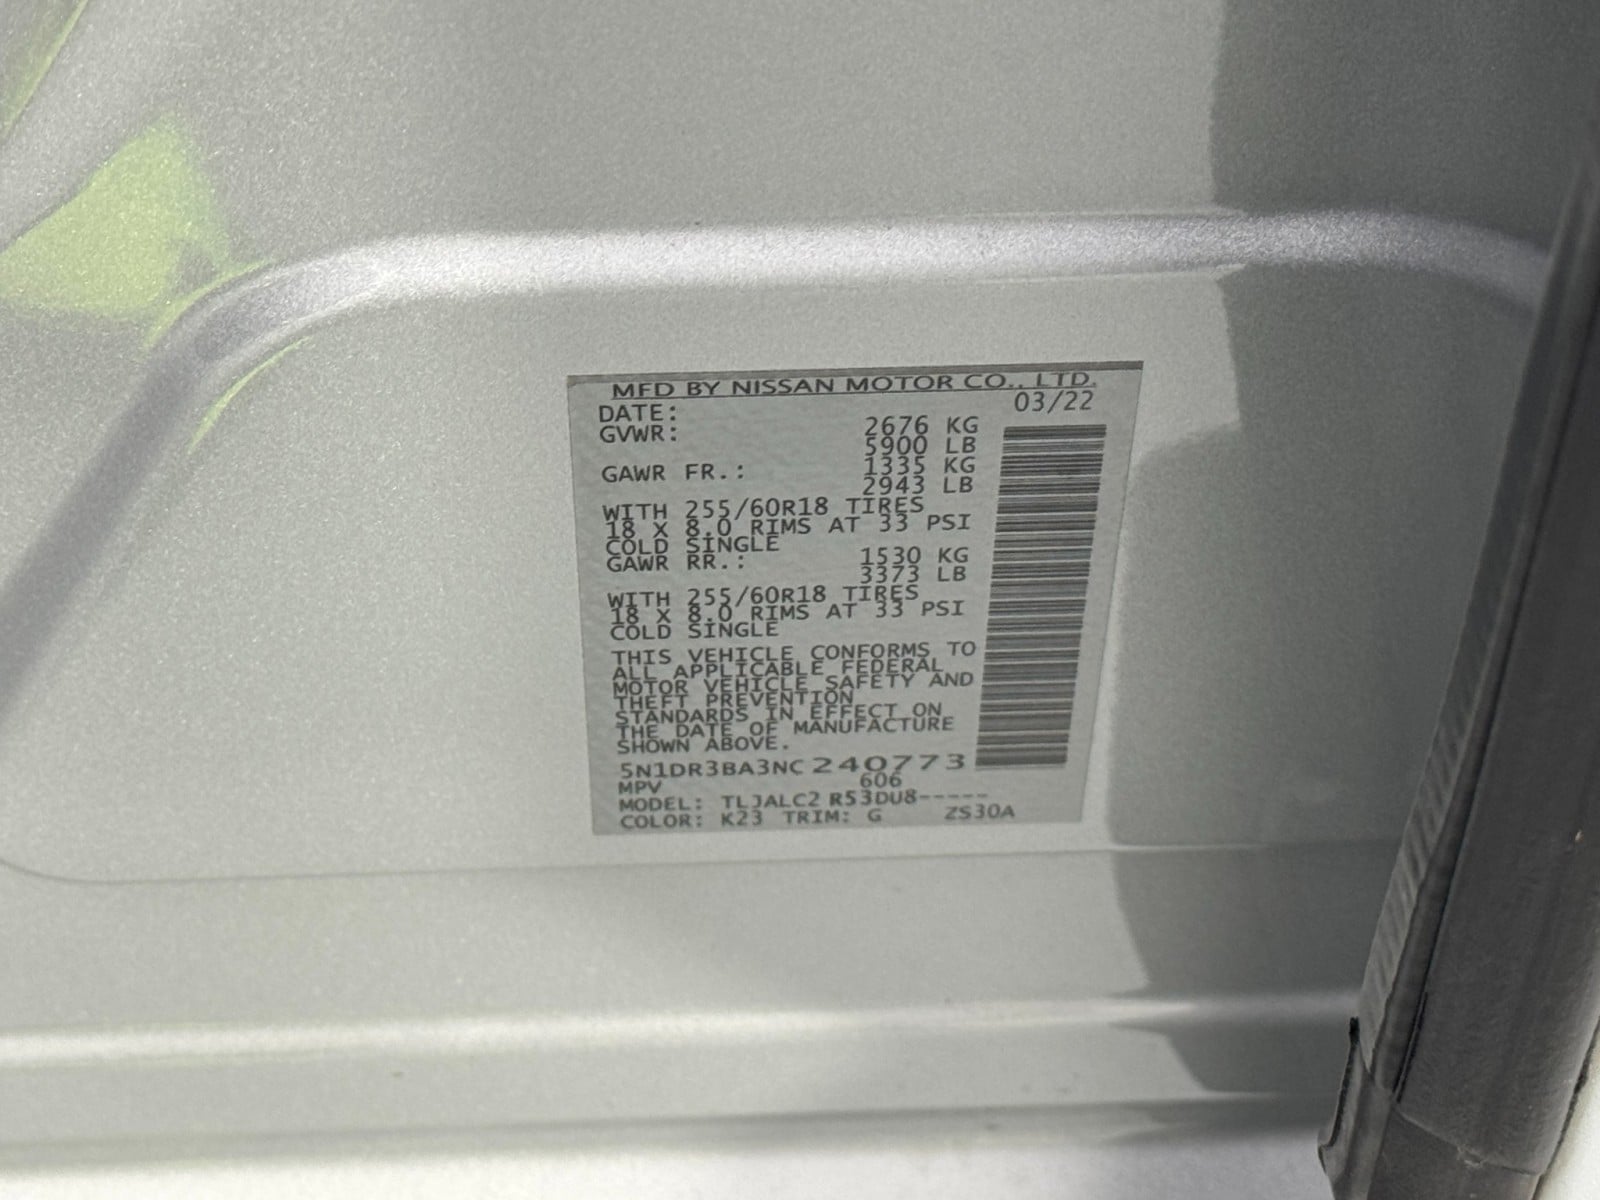 MFD BY NISSAN MOTOR CO., LTD.
DATE: 03/22
GVWR: 2676 KG
5900 LB
GAWR FR.: 1335 KG
2943 LB
WITH 255/60R18 TIRES
18 X 8.0 RIMS AT 33 PSI
COLD SINGLE
GAWR RR.: 1530 KG
3373 LB
WITH 255/60R18 TIRES
18 X 8.0 RIMS AT 33 PSI
COLD SINGLE
THIS VEHICLE CONFORMS TO
ALL APPLICABLE FEDERAL
MOTOR VEHICLE SAFETY AND
THEFT PREVENTION
STANDARDS IN EFFECT ON
THE DATE OF MANUFACTURE
SHOWN ABOVE.
5N1DR3BA3NC240773
MPV 606
MODEL: TLJALC2 R53DU8-----
COLOR: K23 TRIM: G ZS30A